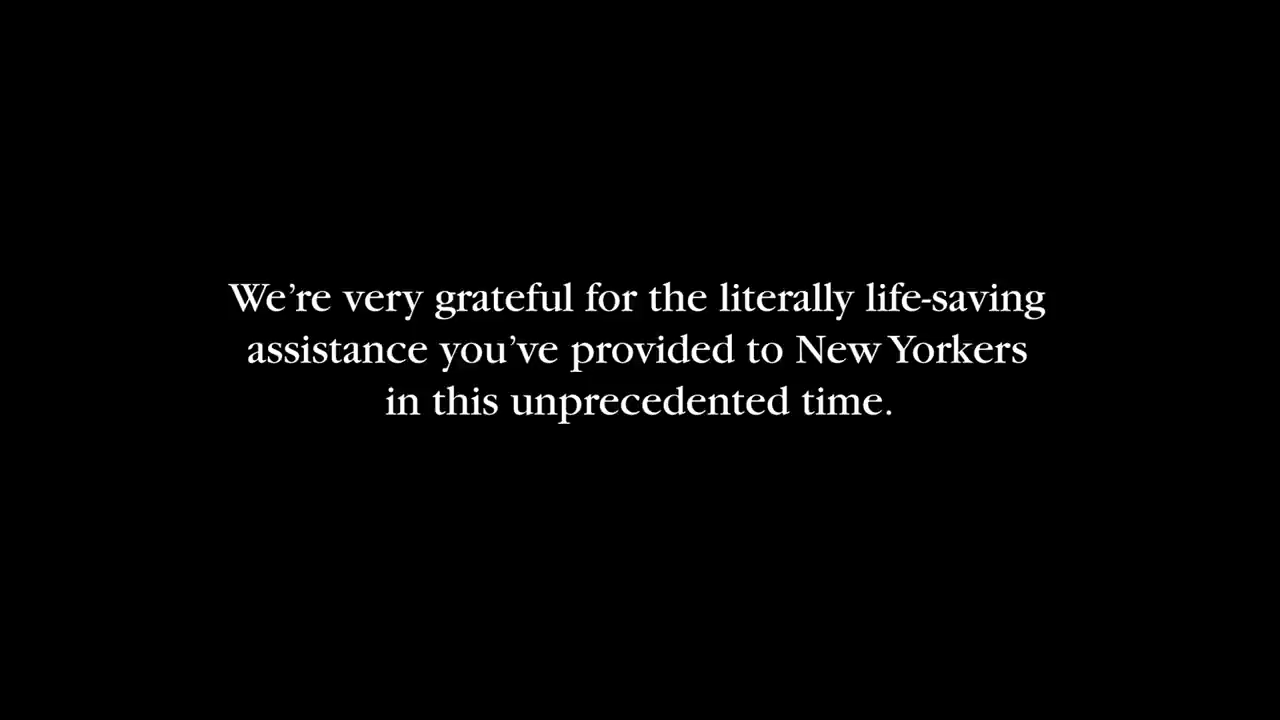 We’re very grateful for the literally life-saving
assistance you’ve provided to New Yorkers
in this unprecedented time.